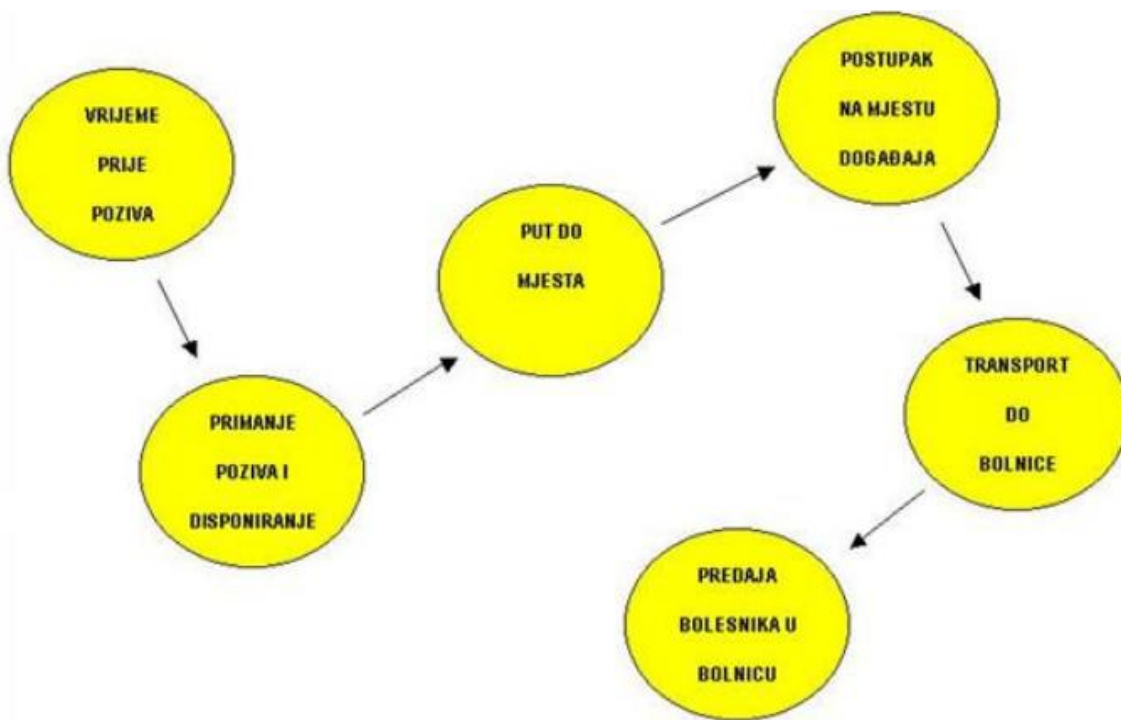 VRIJEME
PRIJE
POZIVA
PRIMANJE
POZIVA I
DISPONIRANJE
PUT DO
MJESTA
POSTUPAK
NA MJESTU
DOGAĐAJA
TRANSPORT
DO
BOLNICE
PREDAJA
BOLESNIKA U
BOLNICU